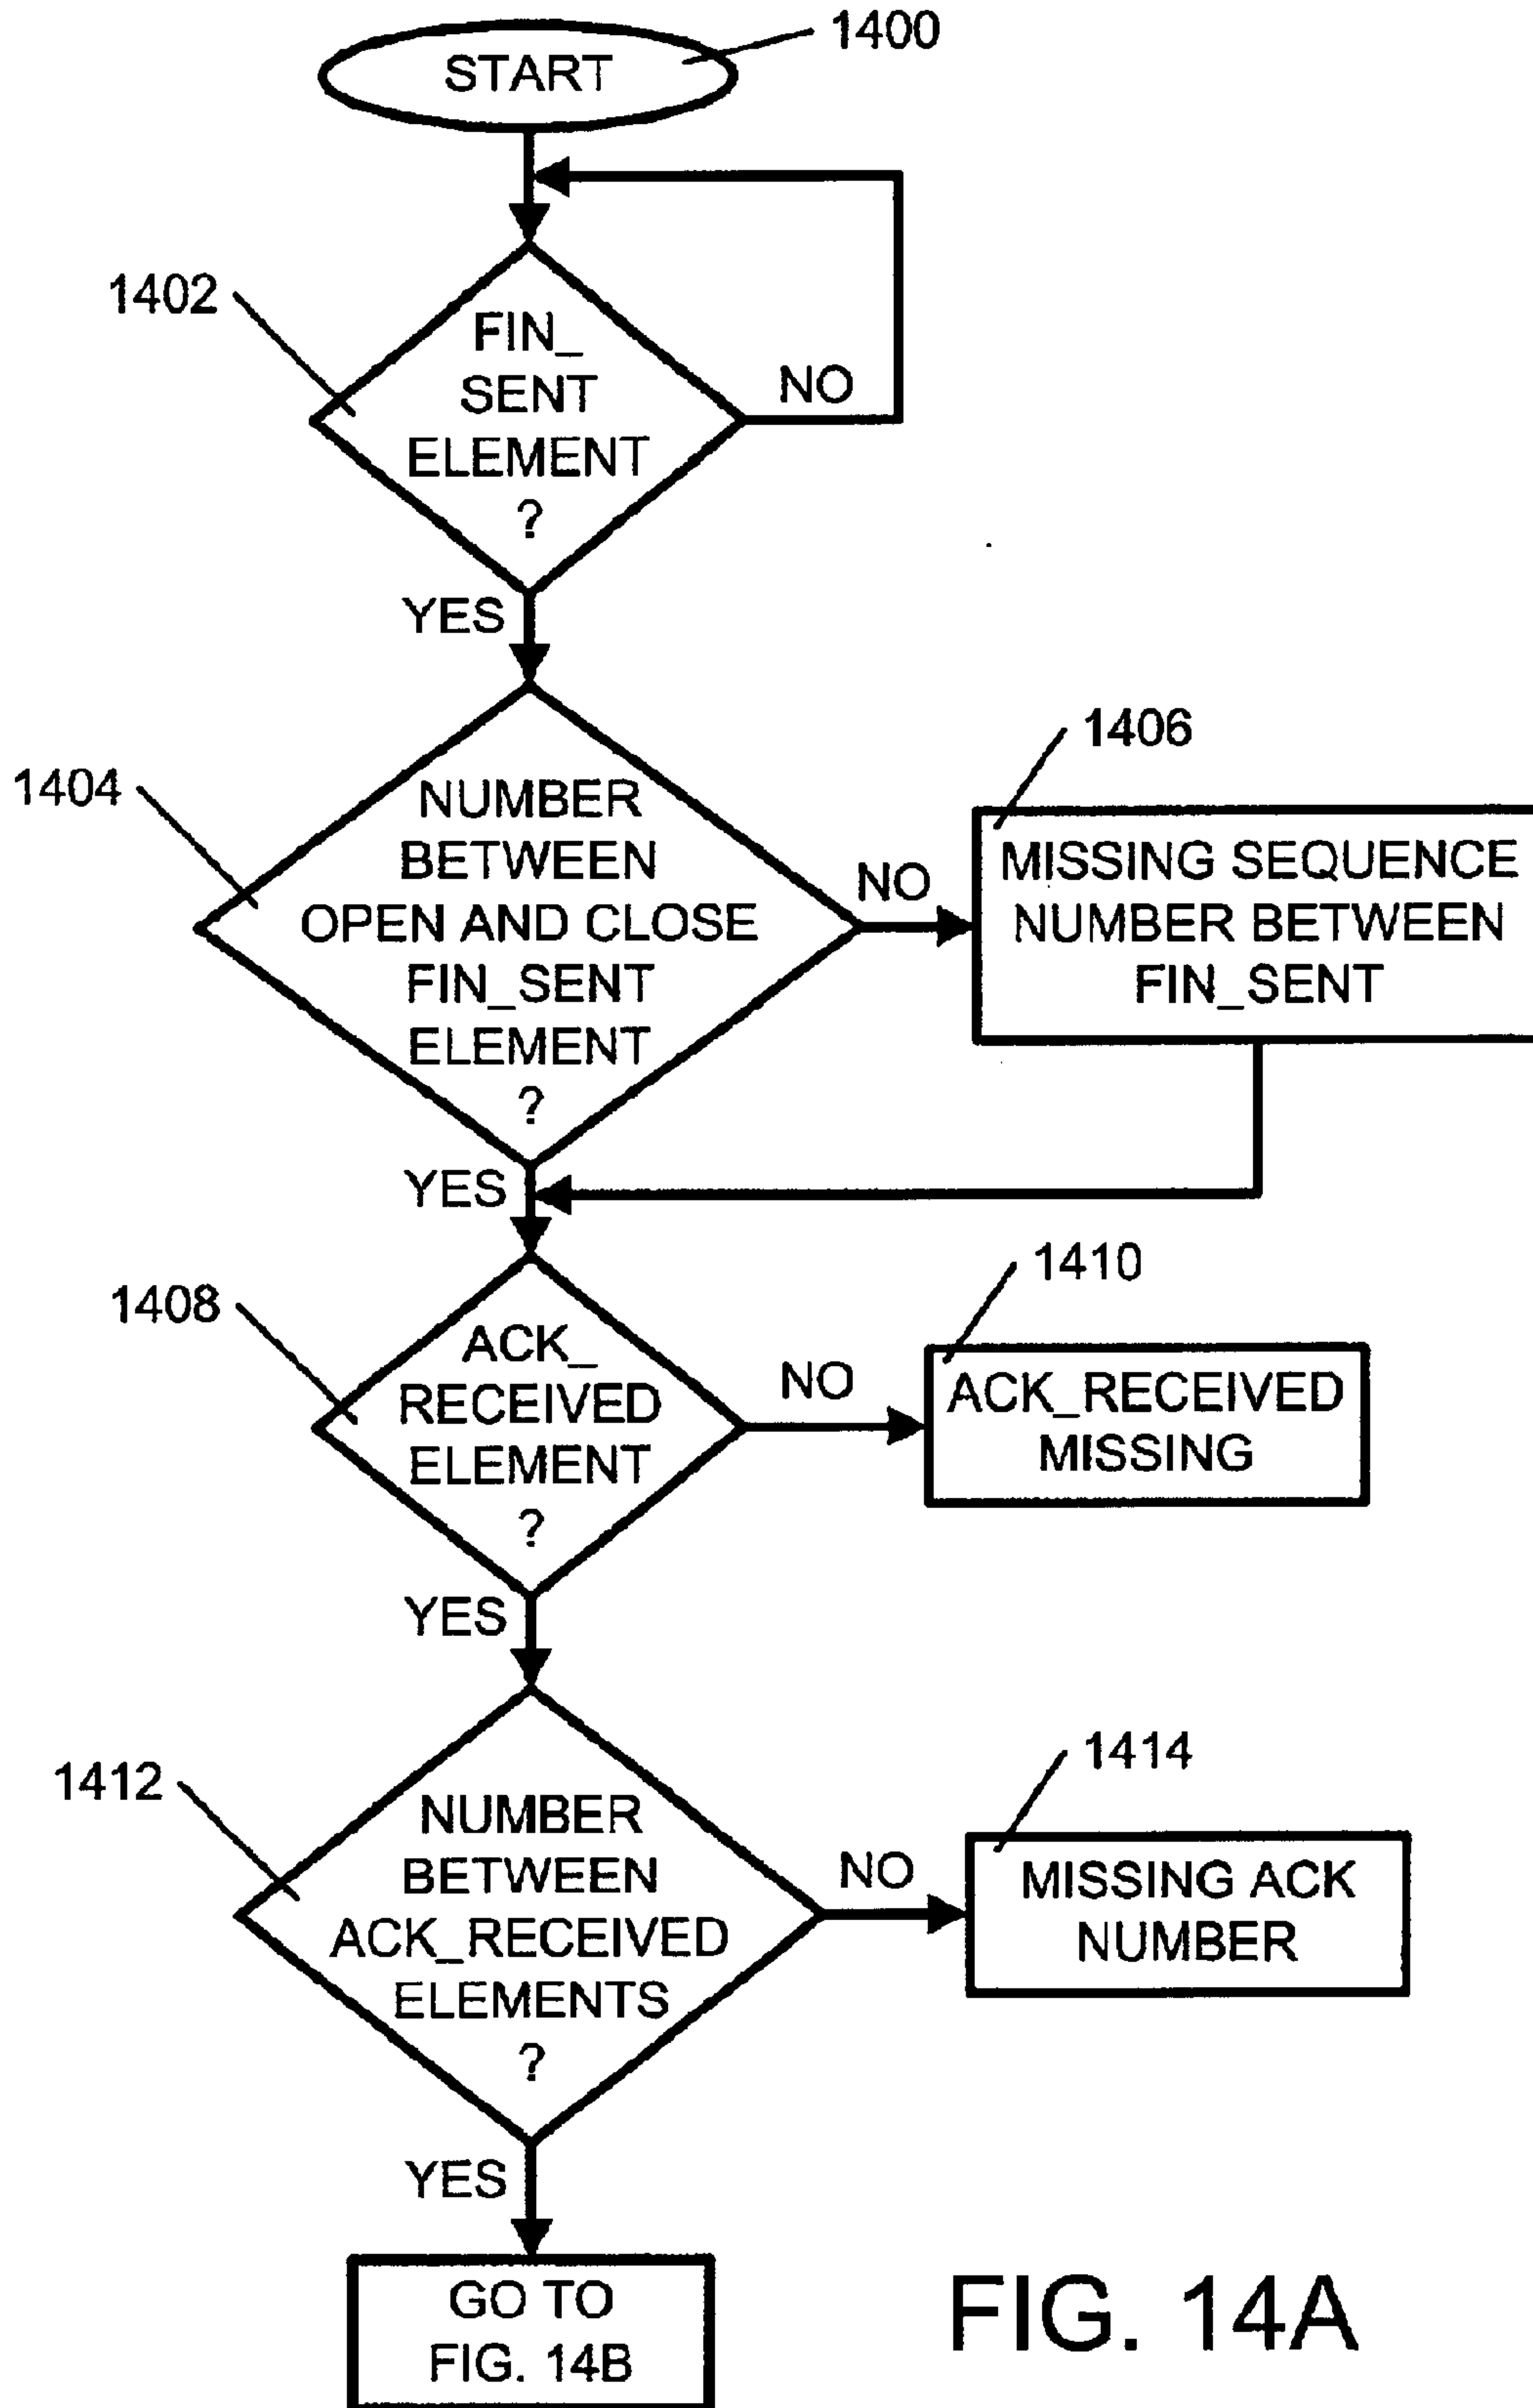 1400
START
1402
FIN_
SENT
ELEMENT
?
NO
YES
1404
NUMBER
BETWEEN
OPEN AND CLOSE
FIN_SENT
ELEMENT
?
NO
1406
MISSING SEQUENCE
NUMBER BETWEEN
FIN_SENT
YES
1408
ACK_
RECEIVED
ELEMENT
?
NO
1410
ACK_RECEIVED
MISSING
YES
1412
NUMBER
BETWEEN
ACK_RECEIVED
ELEMENTS
?
NO
1414
MISSING ACK
NUMBER
YES
GO TO
FIG. 14B
FIG. 14A